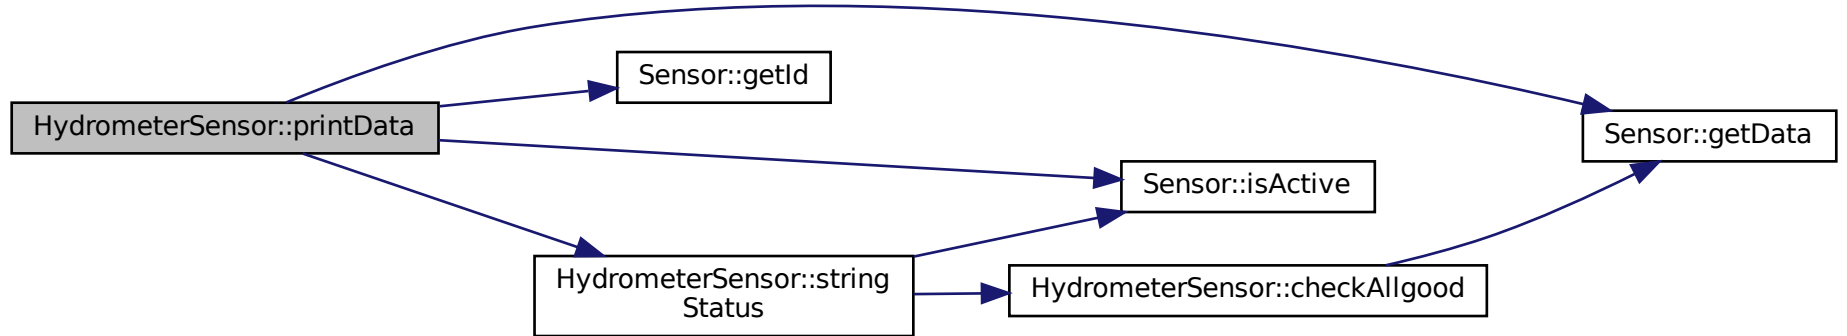 HydrometerSensor::printData
Sensor::getId
Sensor::getData
Sensor::isActive
HydrometerSensor::string
Status
HydrometerSensor::checkAllgood